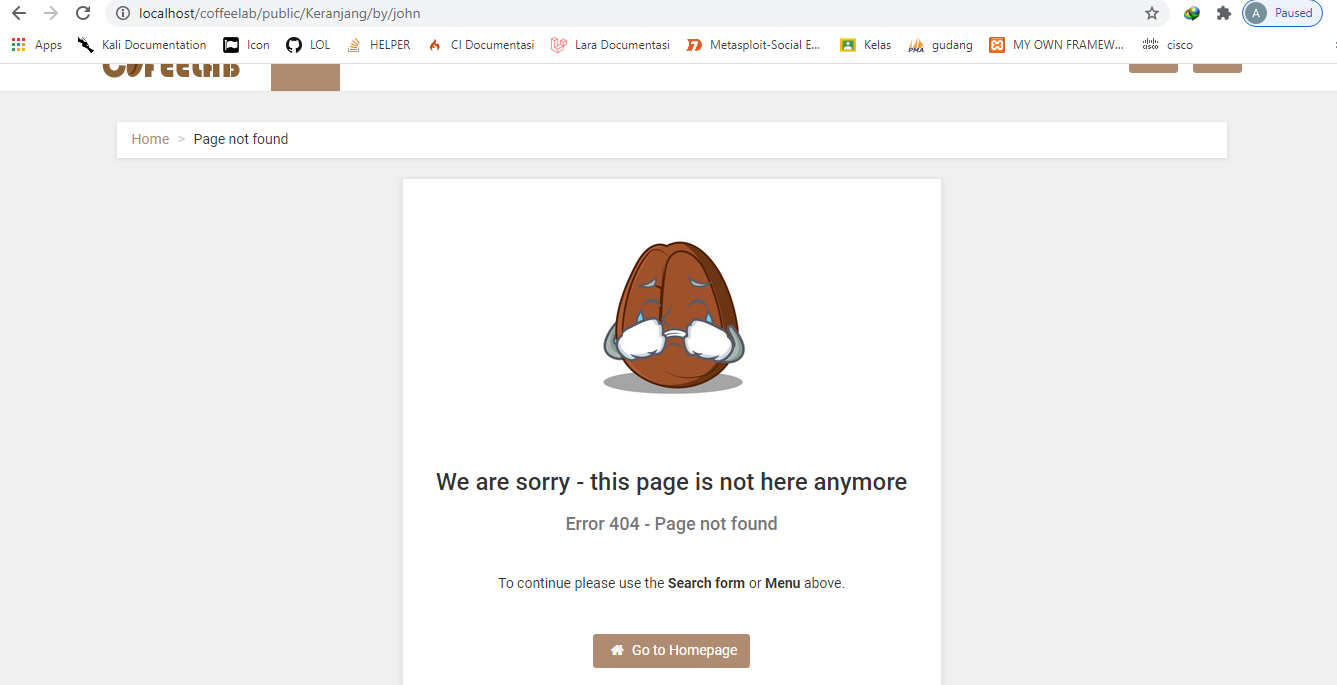 localhost/coffeelab/public/Keranjang/by/john
A Paused
Apps Kali Documentation Icon LOL HELPER CI Documentasi Lara Documentasi Metasploit-Social E... Kelas gudang MY OWN FRAMEW... cisco
COFEELAB
Home > Page not found
We are sorry - this page is not here anymore
Error 404 - Page not found
To continue please use the Search form or Menu above.
Go to Homepage